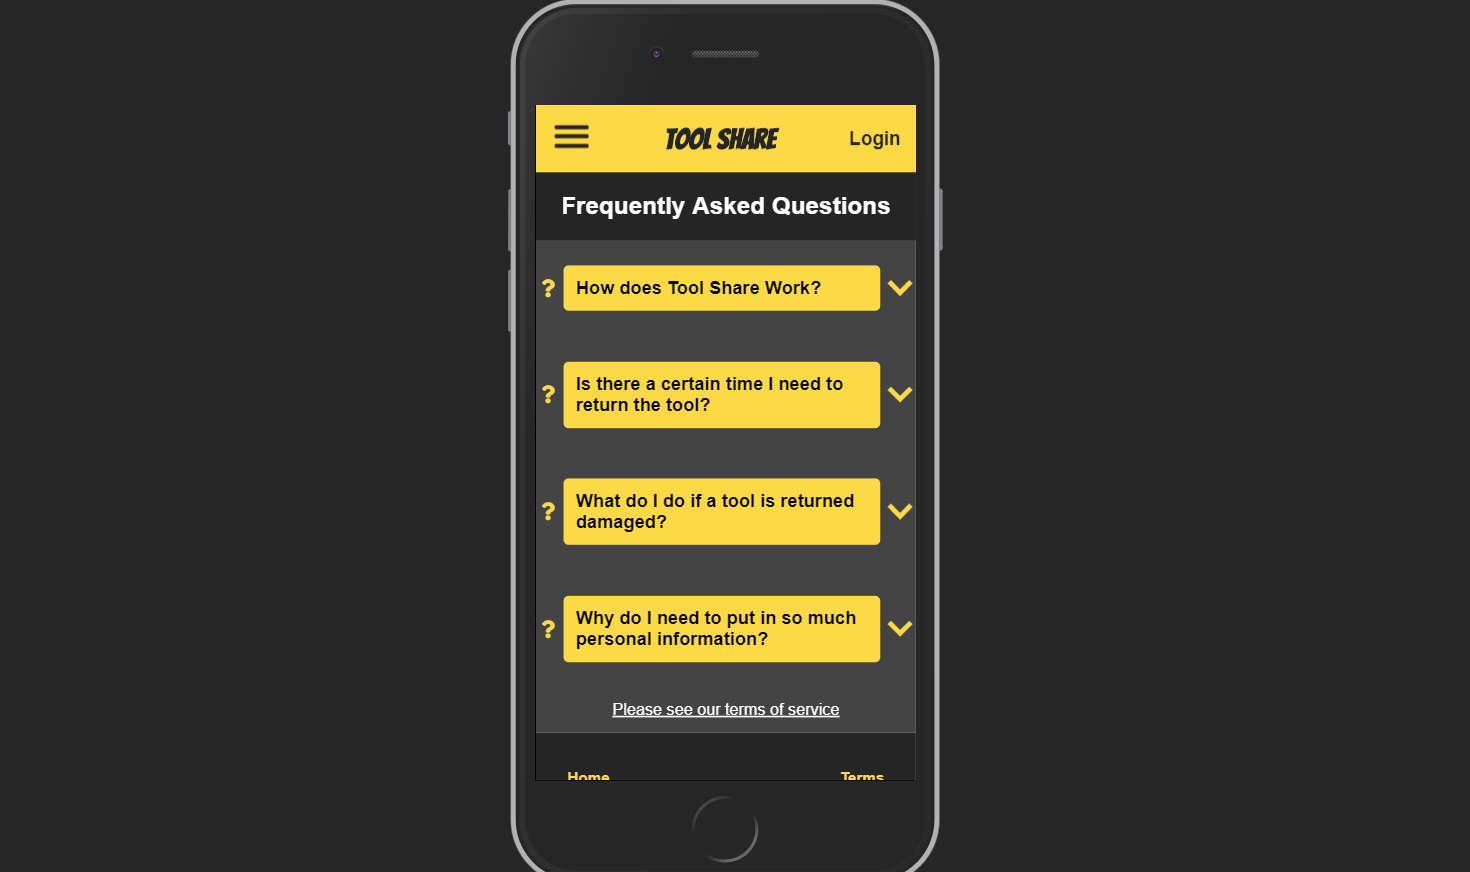 TOOL SHARE
Login
Frequently Asked Questions
? How does Tool Share Work?
? Is there a certain time I need to
return the tool?
? What do I do if a tool is returned
damaged?
? Why do I need to put in so much
personal information?
Please see our terms of service
Home
Terms